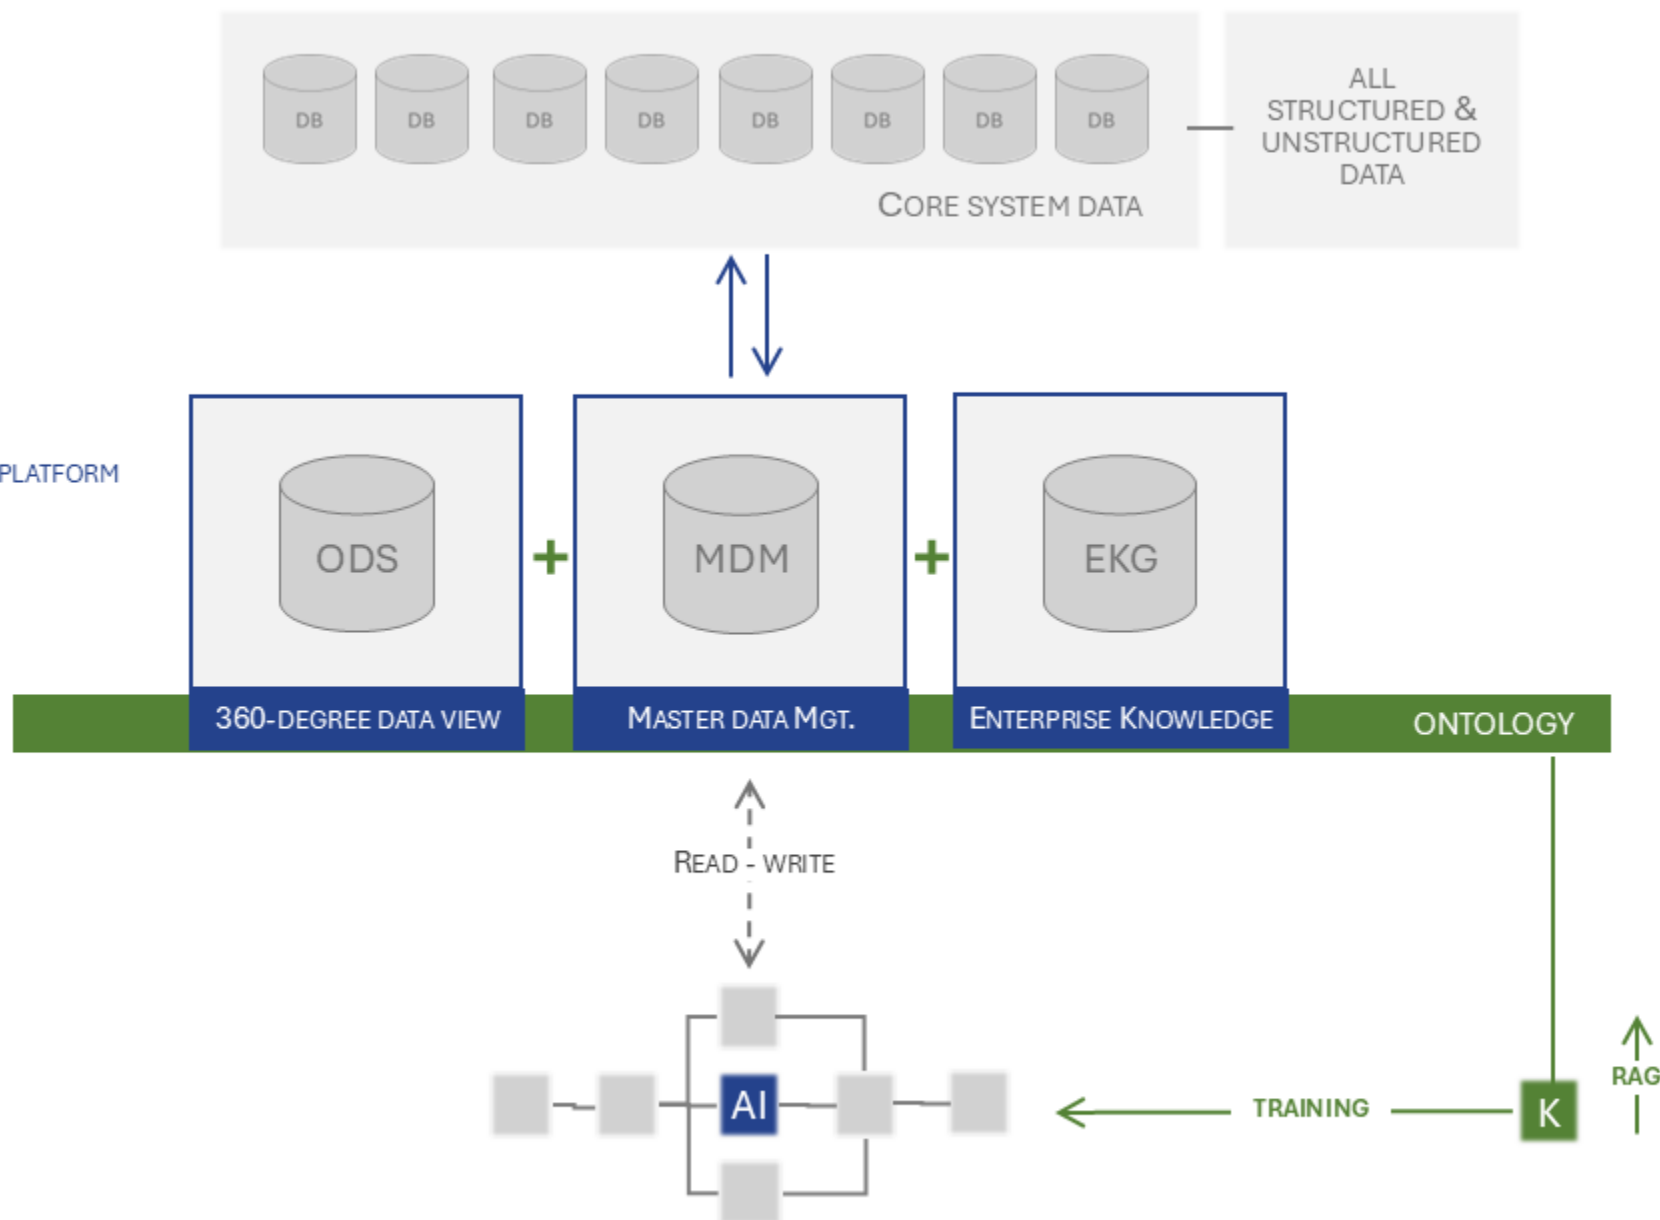 DB DB DB DB DB DB DB DB
CORE SYSTEM DATA
ALL
STRUCTURED &
UNSTRUCTURED
DATA
PLATFORM
ODS
+
MDM
+
EKG
360-DEGREE DATA VIEW
MASTER DATA MGT.
ENTERPRISE KNOWLEDGE
ONTOLOGY
READ - WRITE
AI
TRAINING
K
RAG